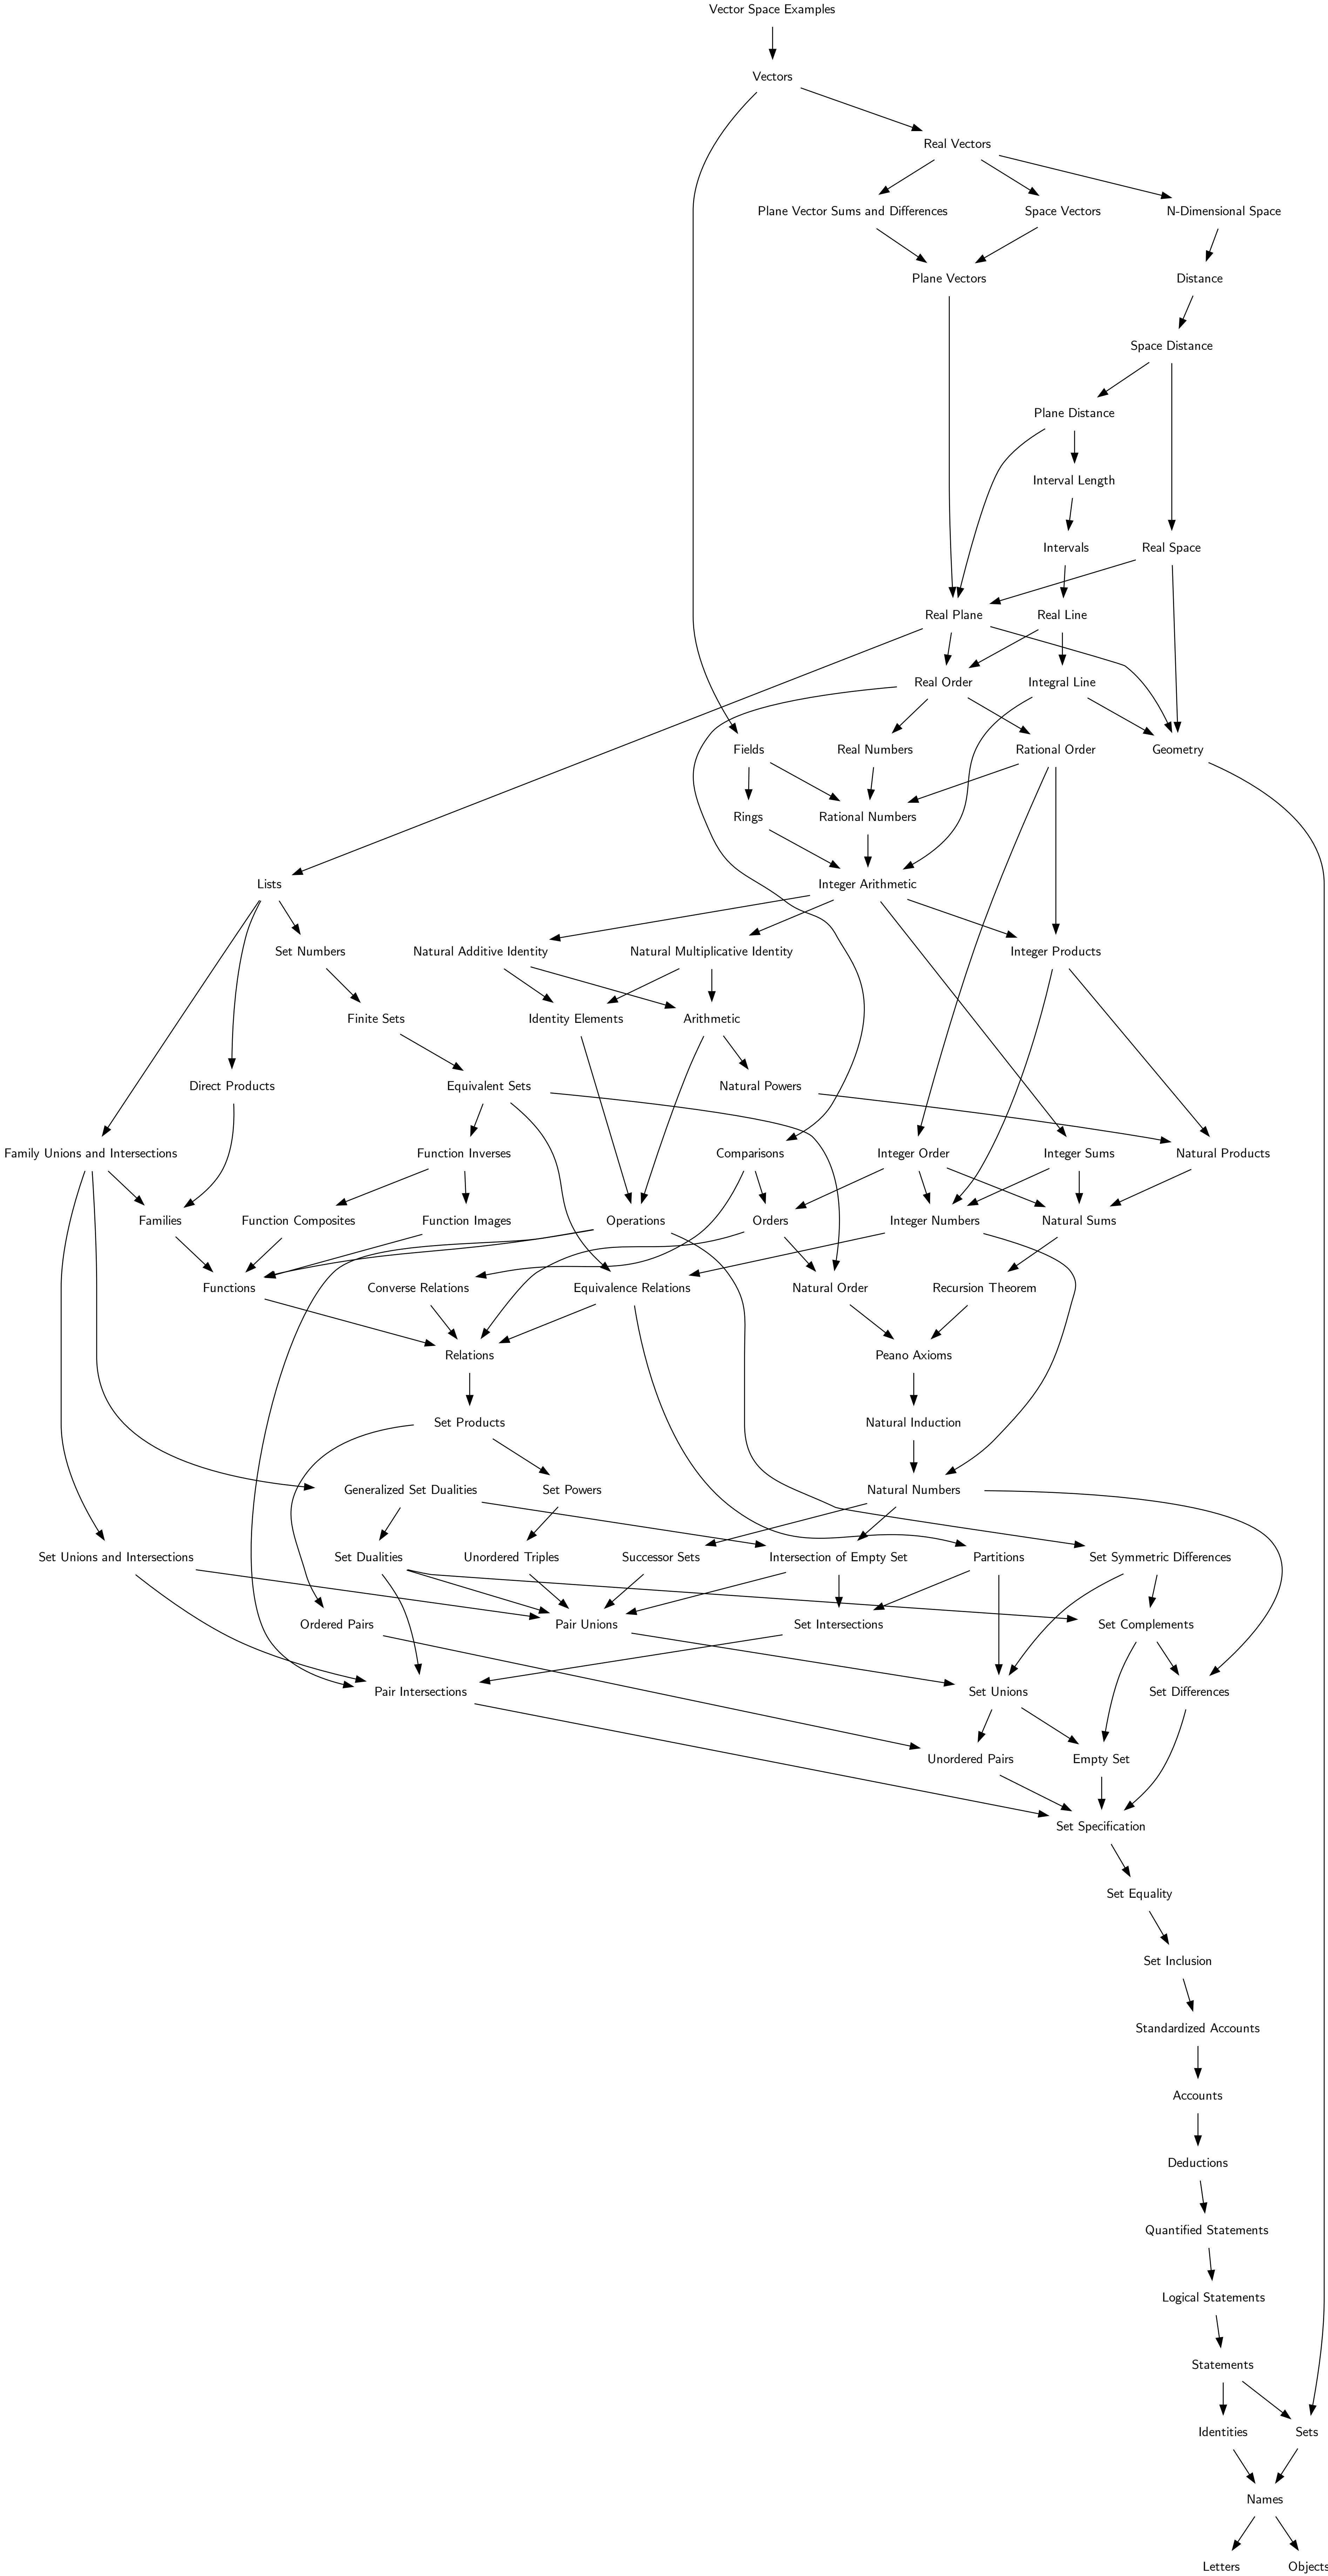 Vector Space Examples
Vectors
Real Vectors
Plane Vector Sums and Differences
Space Vectors
N-Dimensional Space
Plane Vectors
Distance
Space Distance
Plane Distance
Interval Length
Intervals
Real Space
Real Plane
Real Line
Real Order
Integral Line
Fields
Real Numbers
Rational Order
Geometry
Rings
Rational Numbers
Lists
Integer Arithmetic
Set Numbers
Natural Additive Identity
Natural Multiplicative Identity
Integer Products
Finite Sets
Identity Elements
Arithmetic
Direct Products
Equivalent Sets
Natural Powers
Family Unions and Intersections
Function Inverses
Comparisons
Integer Order
Integer Sums
Natural Products
Families
Function Composites
Function Images
Operations
Orders
Integer Numbers
Natural Sums
Functions
Converse Relations
Equivalence Relations
Natural Order
Recursion Theorem
Relations
Peano Axioms
Set Products
Natural Induction
Generalized Set Dualities
Set Powers
Natural Numbers
Set Unions and Intersections
Set Dualities
Unordered Triples
Successor Sets
Intersection of Empty Set
Partitions
Set Symmetric Differences
Ordered Pairs
Pair Unions
Set Intersections
Set Complements
Pair Intersections
Set Unions
Set Differences
Unordered Pairs
Empty Set
Set Specification
Set Equality
Set Inclusion
Standardized Accounts
Accounts
Deductions
Quantified Statements
Logical Statements
Statements
Identities
Sets
Names
Letters
Objects